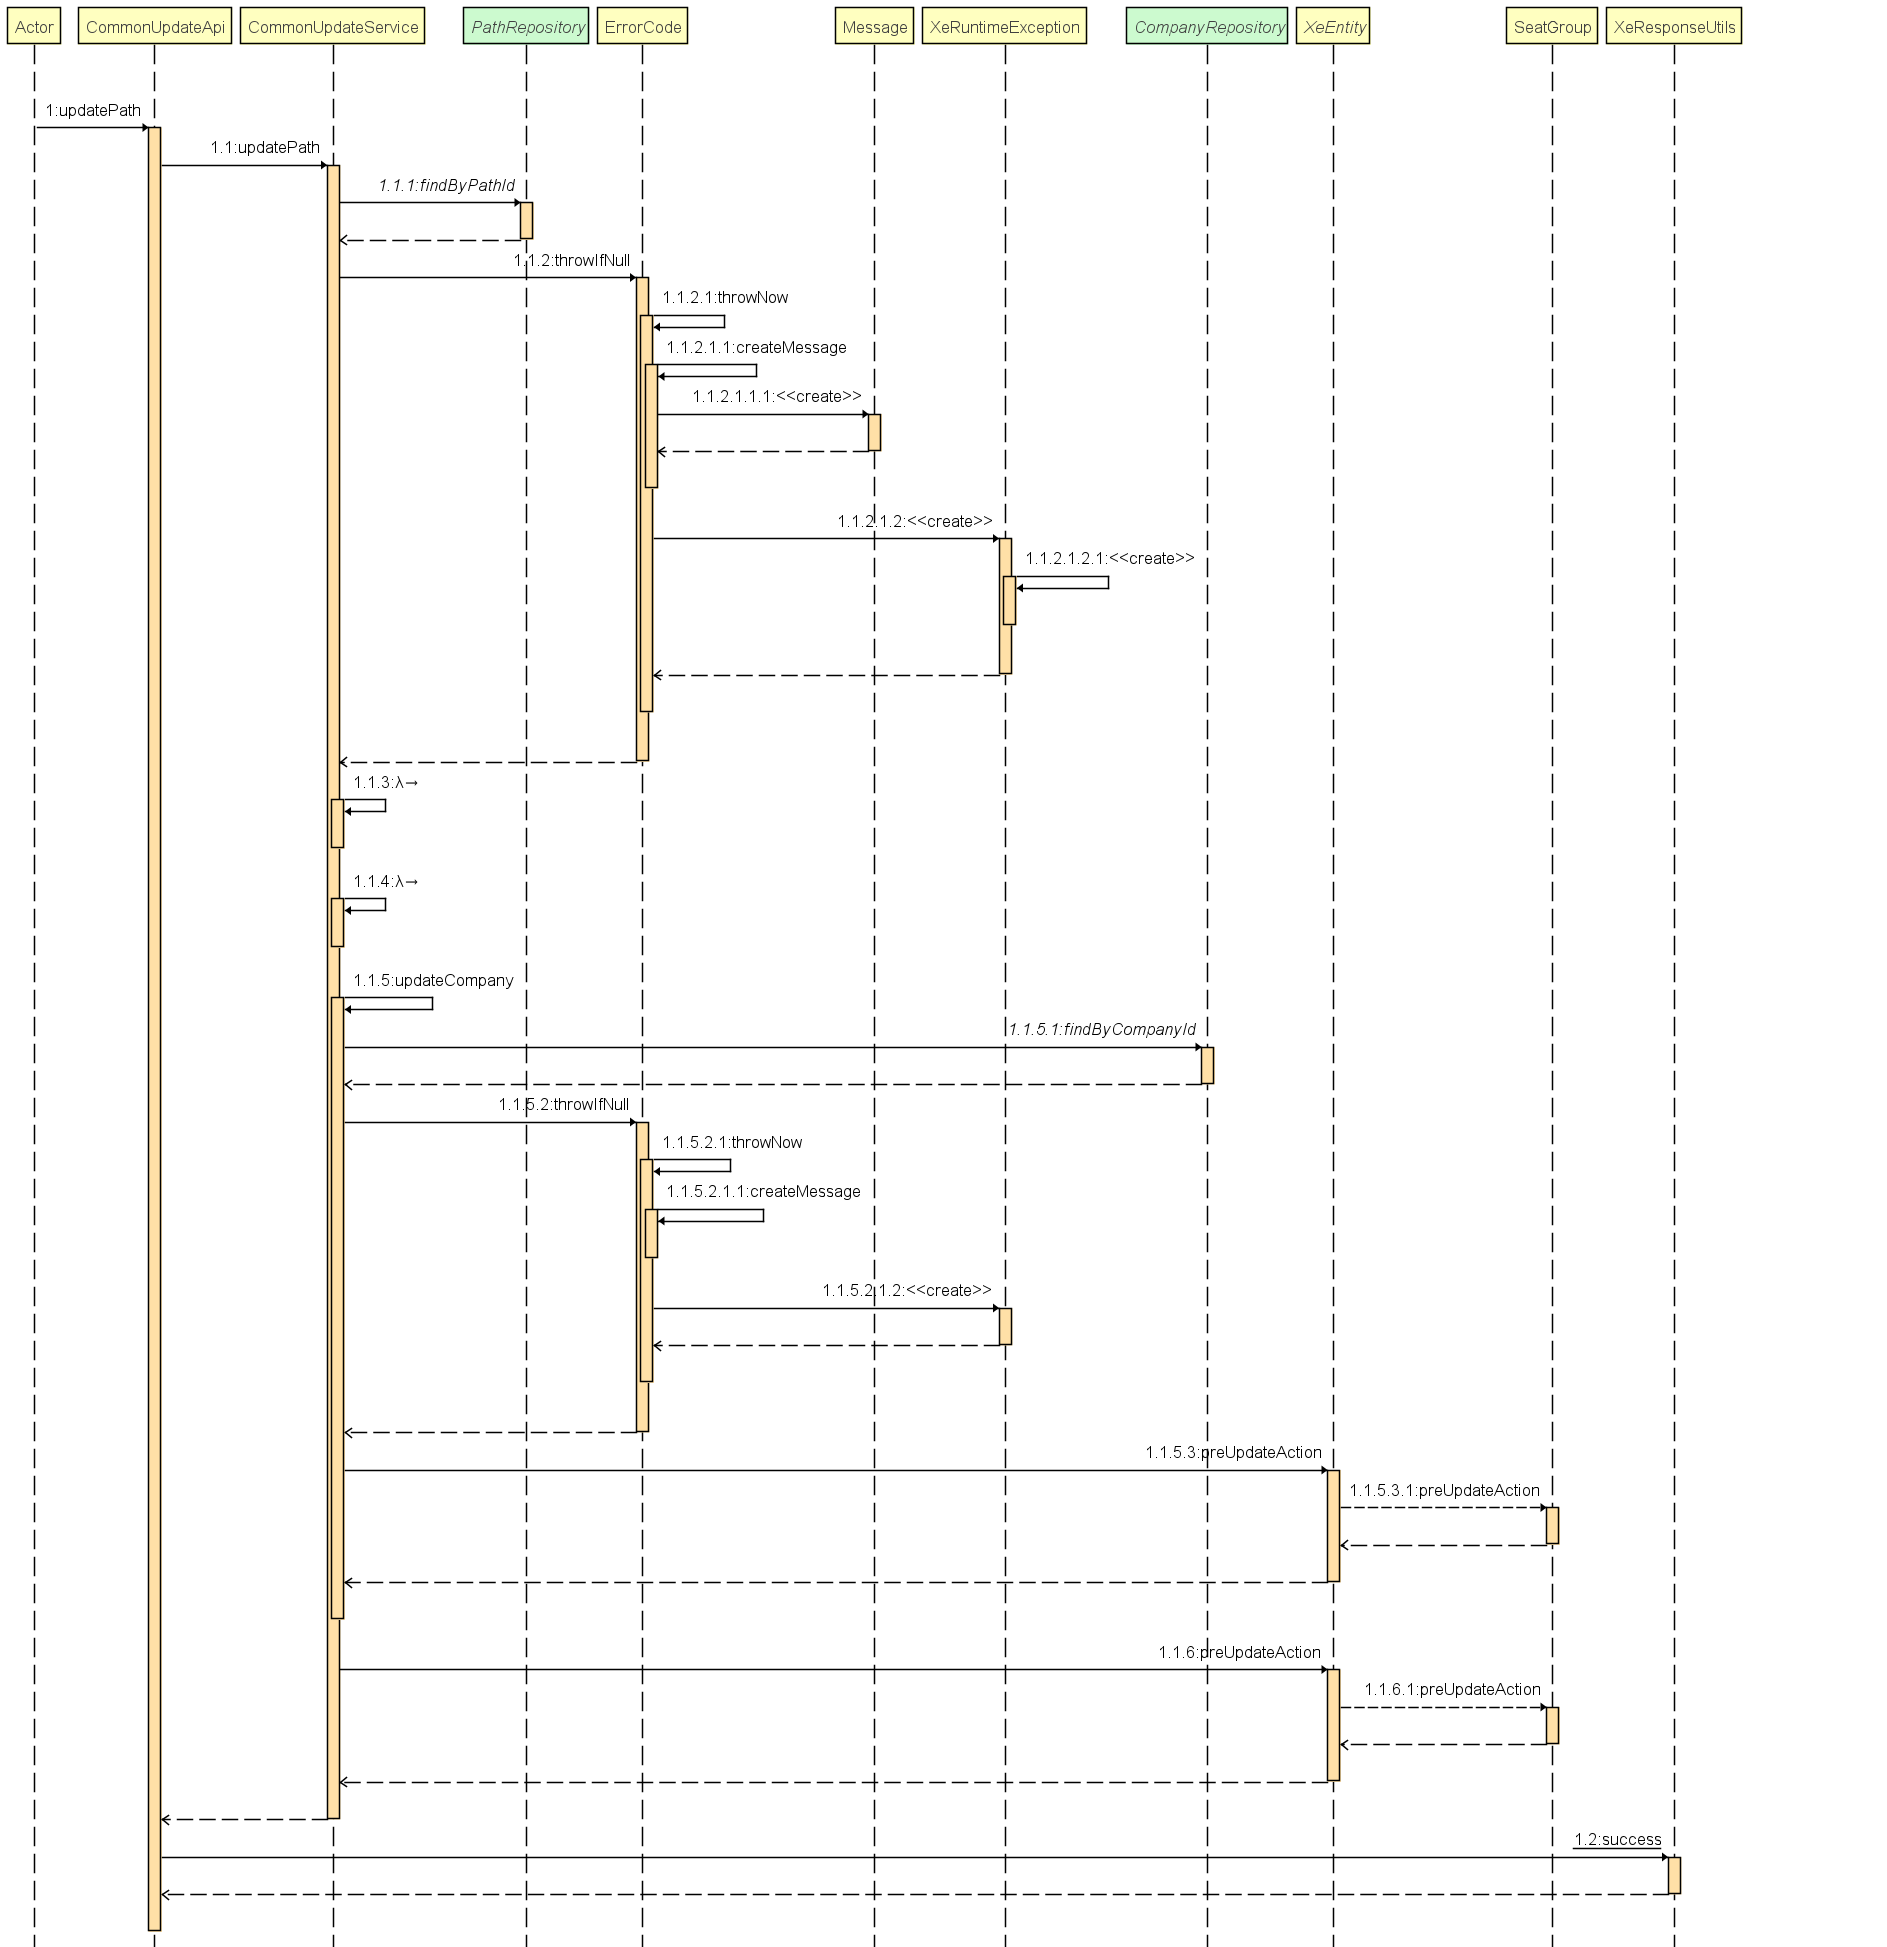 Actor
CommonUpdateApi
CommonUpdateService
PathRepository
ErrorCode
Message
XeRuntimeException
CompanyRepository
XeEntity
SeatGroup
XeResponseUtils
1:updatePath
1.1:updatePath
1.1.1:findByPathId
1.1.2:throwIfNull
1.1.2.1:throwNow
1.1.2.1.1:createMessage
1.1.2.1.1.1:<<create>>
1.1.2.1.2:<<create>>
1.1.2.1.2.1:<<create>>
1.1.3:λ→
1.1.4:λ→
1.1.5:updateCompany
1.1.5.1:findByCompanyId
1.1.5.2:throwIfNull
1.1.5.2.1:throwNow
1.1.5.2.1.1:createMessage
1.1.5.2.1.2:<<create>>
1.1.5.3:preUpdateAction
1.1.5.3.1:preUpdateAction
1.1.6:preUpdateAction
1.1.6.1:preUpdateAction
1.2:success